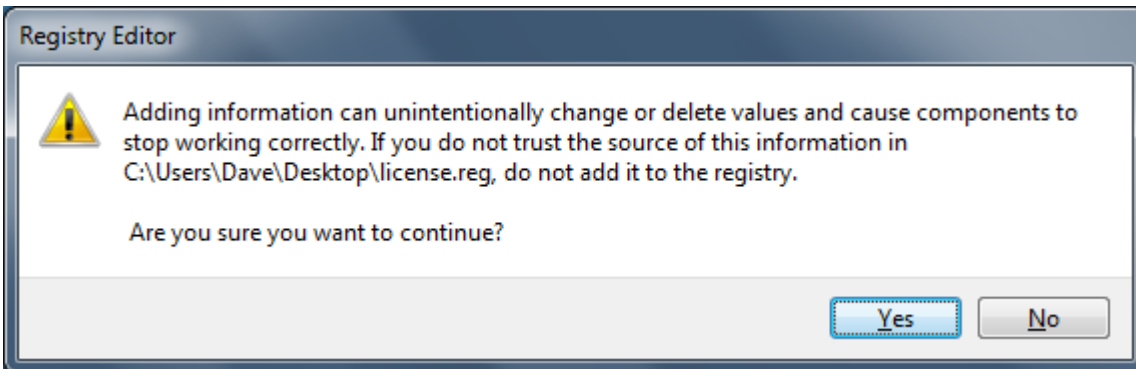 Registry Editor
Adding information can unintentionally change or delete values and cause components to
stop working correctly. If you do not trust the source of this information in
C:\Users\Dave\Desktop\license.reg, do not add it to the registry.
Are you sure you want to continue?
Yes No